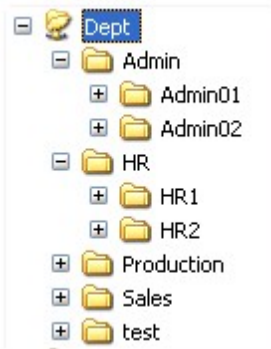 Dept
Admin
Admin01
Admin02
HR
HR1
HR2
Production
Sales
test